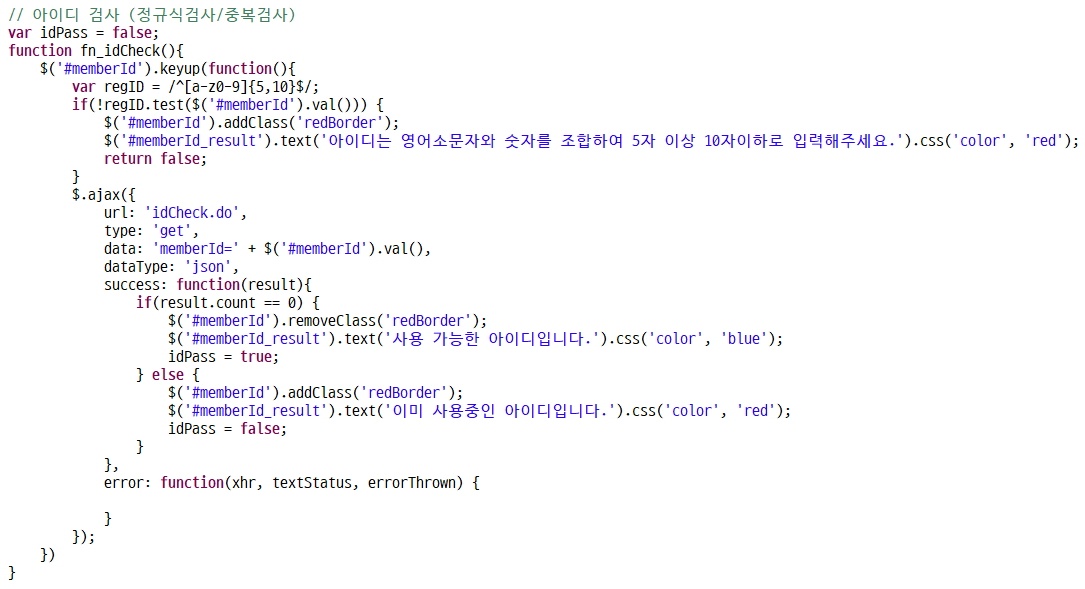 // 아이디 검사 (정규식검사/중복검사)
var idPass = false;
function fn_idCheck(){
    $('#memberId').keyup(function(){
        var regID = /^[a-z0-9]{5,10}$/;
        if(!regID.test($('#memberId').val())) {
            $('#memberId').addClass('redBorder');
            $('#memberId_result').text('아이디는 영어소문자와 숫자를 조합하여 5자 이상 10자이하로 입력해주세요.').css('color', 'red');
            return false;
        }
        $.ajax({
            url: 'idCheck.do',
            type: 'get',
            data: 'memberId=' + $('#memberId').val(),
            dataType: 'json',
            success: function(result){
                if(result.count == 0) {
                    $('#memberId').removeClass('redBorder');
                    $('#memberId_result').text('사용 가능한 아이디입니다.').css('color', 'blue');
                    idPass = true;
                } else {
                    $('#memberId').addClass('redBorder');
                    $('#memberId_result').text('이미 사용중인 아이디입니다.').css('color', 'red');
                    idPass = false;
                }
            },
            error: function(xhr, textStatus, errorThrown) {

            }
        });
    })
}